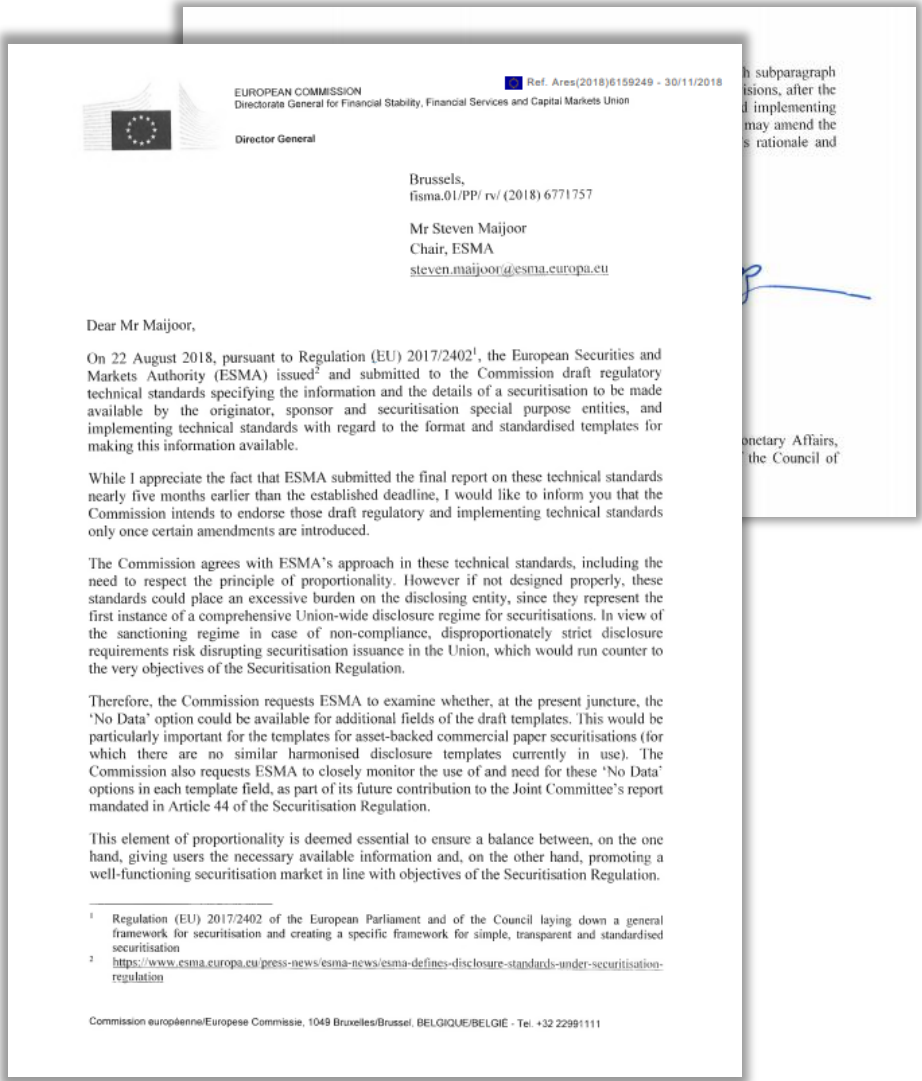 Ref. Ares(2018)6159249 - 30/11/2018
EUROPEAN COMMISSION
Directorate General for Financial Stability, Financial Services and Capital Markets Union
Director General
Brussels,
fisma.01/PP/ rv/ (2018) 6771757
Mr Steven Maijoor
Chair, ESMA
steven.maijoor@esma.europa.eu
Dear Mr Maijoor,
On 22 August 2018, pursuant to Regulation (EU) 2017/2402¹, the European Securities and
Markets Authority (ESMA) issued² and submitted to the Commission draft regulatory
technical standards specifying the information and the details of a securitisation to be made
available by the originator, sponsor and securitisation special purpose entities, and
implementing technical standards with regard to the format and standardised templates for
making this information available.
While I appreciate the fact that ESMA submitted the final report on these technical standards
nearly five months earlier than the established deadline, I would like to inform you that the
Commission intends to endorse those draft regulatory and implementing technical standards
only once certain amendments are introduced.
The Commission agrees with ESMA's approach in these technical standards, including the
need to respect the principle of proportionality. However if not designed properly, these
standards could place an excessive burden on the disclosing entity, since they represent the
first instance of a comprehensive Union-wide disclosure regime for securitisations. In view of
the sanctioning regime in case of non-compliance, disproportionately strict disclosure
requirements risk disrupting securitisation issuance in the Union, which would run counter to
the very objectives of the Securitisation Regulation.
Therefore, the Commission requests ESMA to examine whether, at the present juncture, the
'No Data' option could be available for additional fields of the draft templates. This would be
particularly important for the templates for asset-backed commercial paper securitisations (for
which there are no similar harmonised disclosure templates currently in use). The
Commission also requests ESMA to closely monitor the use of and need for these 'No Data'
options in each template field, as part of its future contribution to the Joint Committee's report
mandated in Article 44 of the Securitisation Regulation.
This element of proportionality is deemed essential to ensure a balance between, on the one
hand, giving users the necessary available information and, on the other hand, promoting a
well-functioning securitisation market in line with objectives of the Securitisation Regulation.
¹ Regulation (EU) 2017/2402 of the European Parliament and of the Council laying down a general
framework for securitisation and creating a specific framework for simple, transparent and standardised
securitisation
² https://www.esma.europa.eu/press-news/esma-news/esma-defines-disclosure-standards-under-securitisation-
regulation
Commission européenne/Europese Commissie, 1049 Bruxelles/Brussel, BELGIQUE/BELGIË - Tel. +32 22991111
subparagraph
after the
implementing
may amend the
rationale and
Affairs,
the Council of